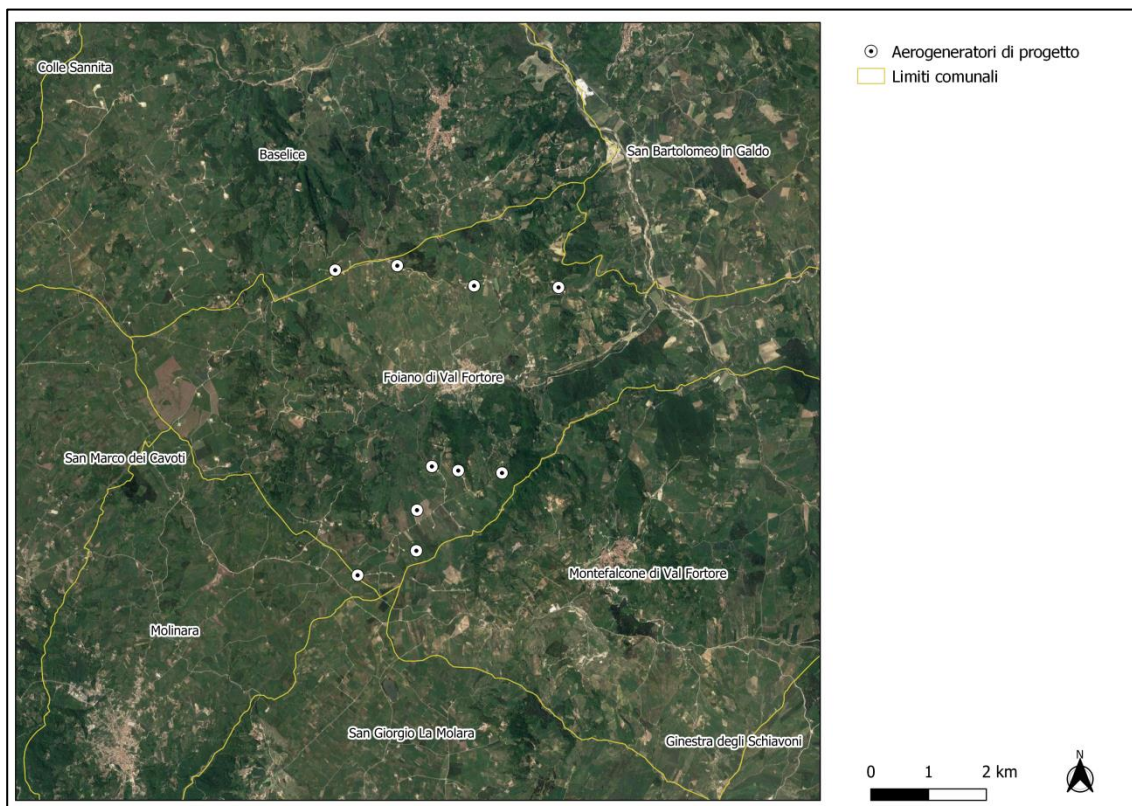 Aerogeneratori di progetto
Limiti comunali
Colle Sannita
Baselice
San Bartolomeo in Galdo
Foiano di Val Fortore
San Marco dei Cavoti
Montefalcone di Val Fortore
Molinara
San Giorgio La Molara
Ginestra degli Schiavoni
0 1 2 km
N